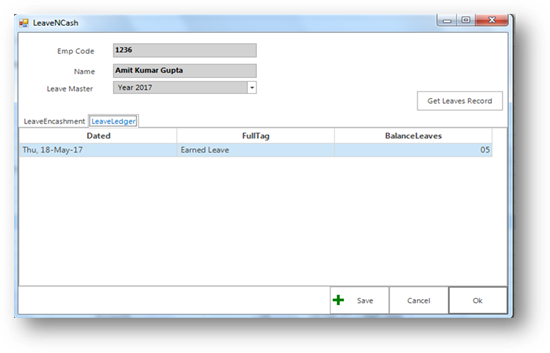 LeaveNCash
Emp Code 1236
Name Amit Kumar Gupta
Leave Master Year 2017
Get Leaves Record
LeaveEncashment LeaveLedger
Dated FullTag BalanceLeaves
Thu, 18-May-17 Earned Leave 05
Save Cancel Ok